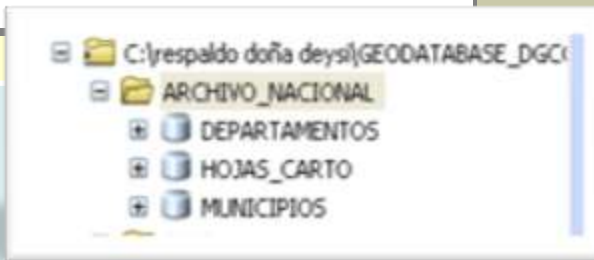 C:\respaldo doña deysi\GEODATABASE_DGC
ARCHIVO_NACIONAL
DEPARTAMENTOS
HOJAS_CARTO
MUNICIPIOS